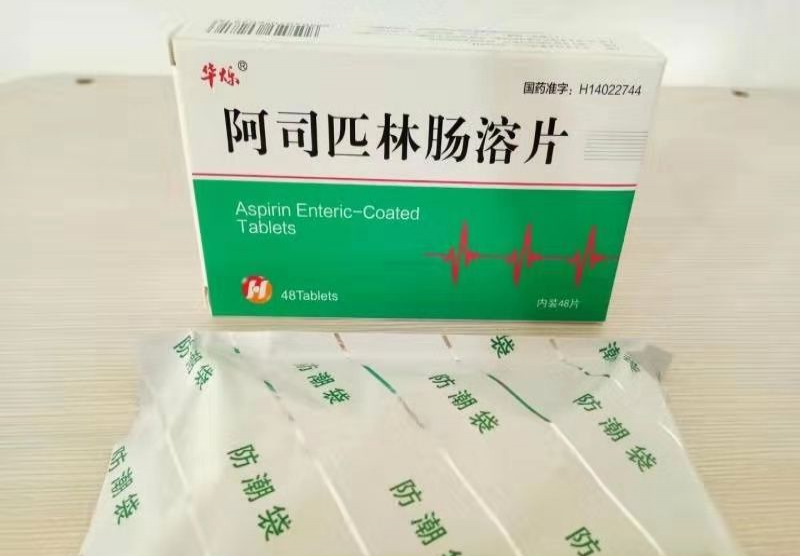 华烁®
国药准字：H14022744
阿司匹林肠溶片
Aspirin Enteric-Coated
Tablets
H
48Tablets
内装48片
防潮袋
防潮袋
防潮袋
潮
防潮袋
防潮袋
防潮袋
防潮袋
防